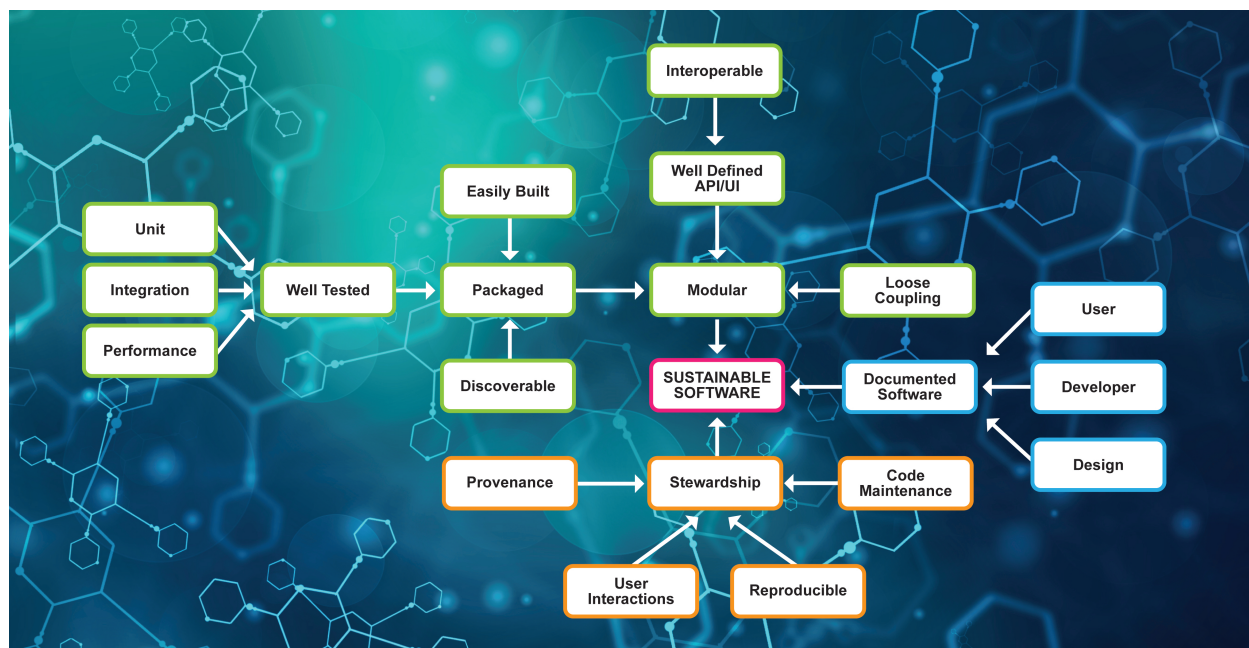 Interoperable
Well Defined
API/UI
Easily Built
Unit
Integration
Well Tested
Packaged
Modular
Loose
Coupling
User
Performance
Discoverable
SUSTAINABLE
SOFTWARE
Documented
Software
Developer
Design
Provenance
Stewardship
Code
Maintenance
User
Interactions
Reproducible